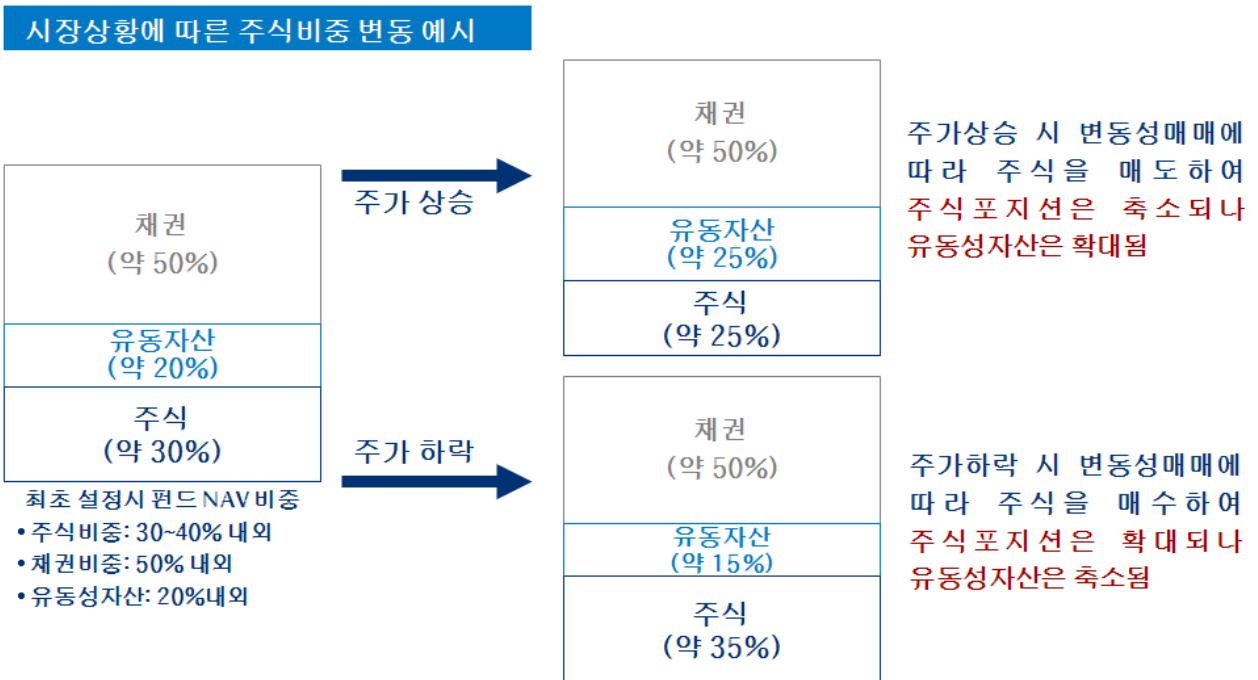 시장상황에 따른 주식비중 변동 예시
채권
(약 50%)
유동자산
(약 20%)
주식
(약 30%)
최초 설정시 펀드 NAV 비중
• 주식비중: 30~40% 내외
• 채권비중: 50% 내외
• 유동성자산: 20%내외
주가 상승
채권
(약 50%)
유동자산
(약 25%)
주식
(약 25%)
주가상승 시 변동성매매에
따라 주식을 매도하여
주식포지션은 축소되나
유동성자산은 확대됨
주가 하락
채권
(약 50%)
유동자산
(약 15%)
주식
(약 35%)
주가하락 시 변동성매매에
따라 주식을 매수하여
주식포지션은 확대되나
유동성자산은 축소됨